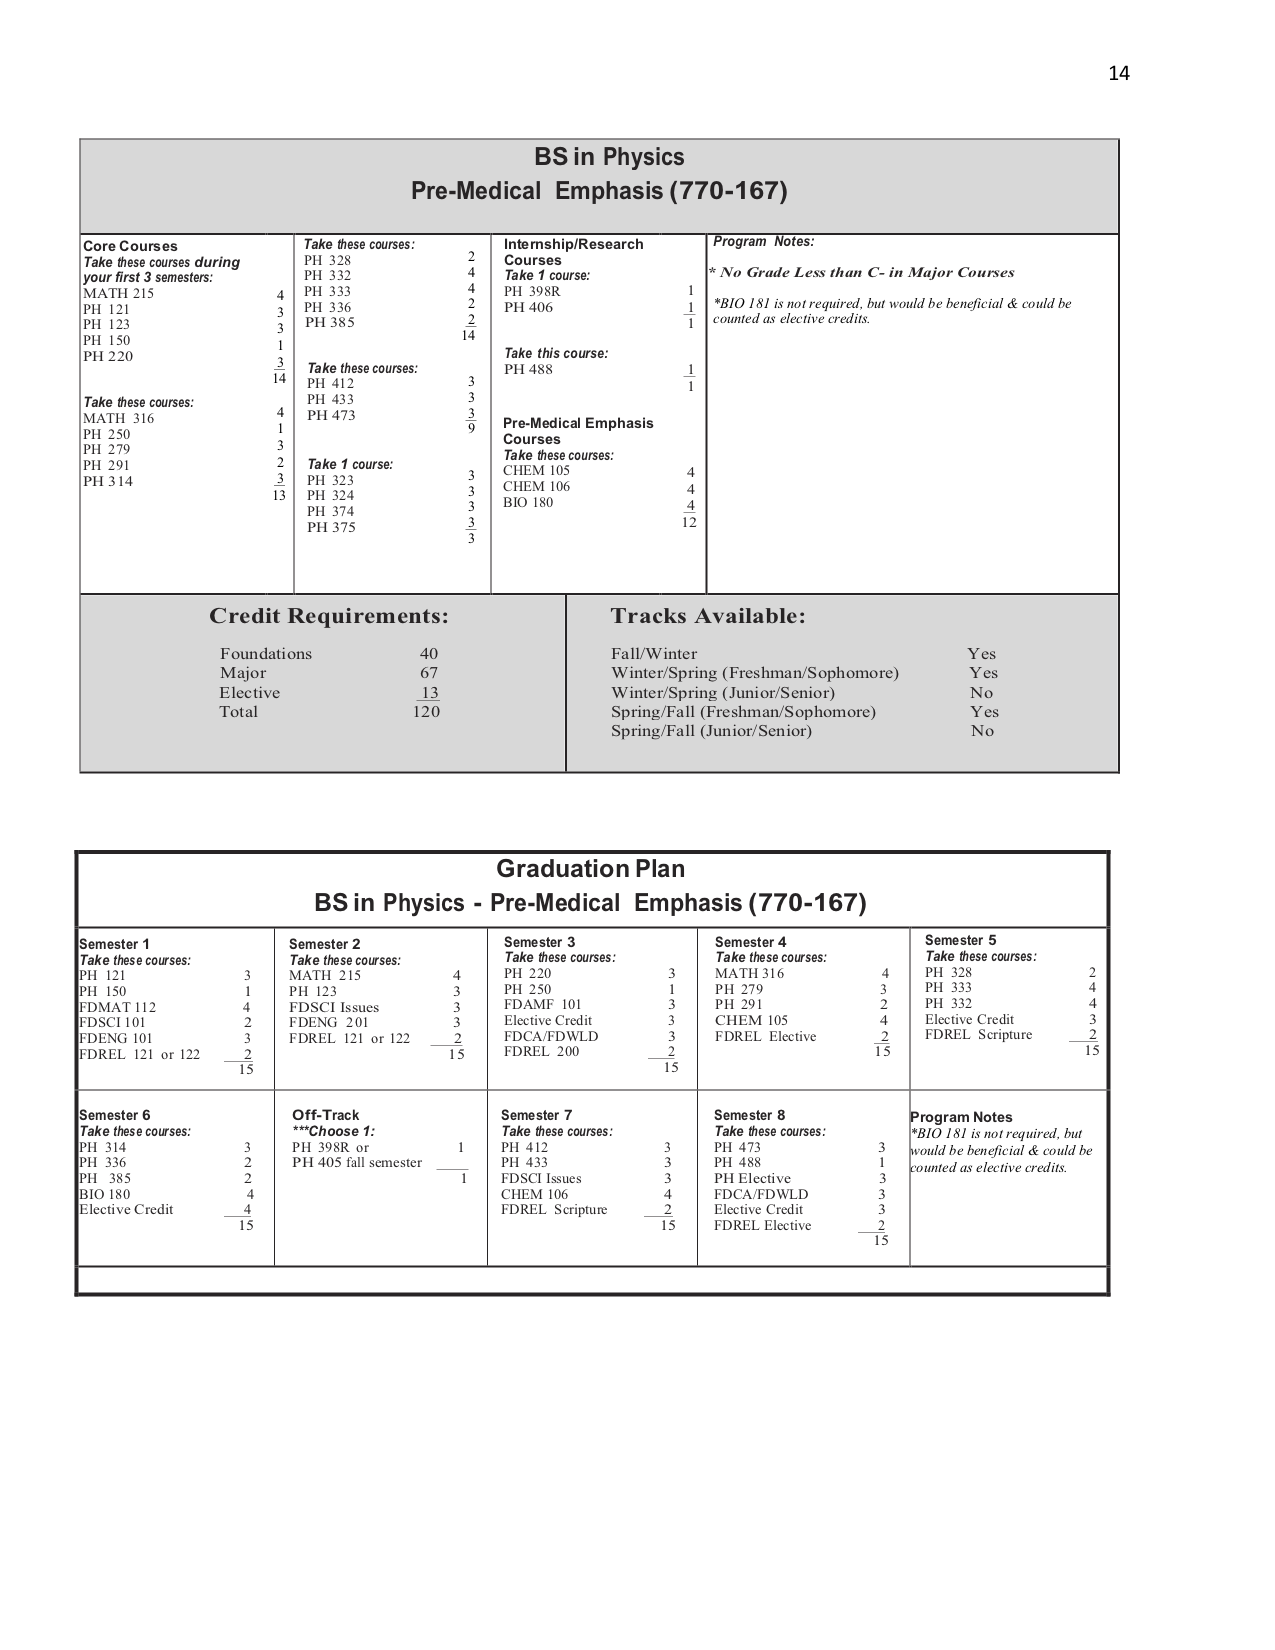 14
BS in Physics
Pre-Medical Emphasis (770-167)
Core Courses
Take these courses during
your first 3 semesters:
MATH 215 4
PH 121 3
PH 123 3
PH 150 1
PH 220 3
14
Take these courses:
MATH 316 4
PH 250 1
PH 279 3
PH 291 2
PH 314 3
13
Take these courses:
PH 328 2
PH 332 4
PH 333 4
PH 336 2
PH 385 2
14
Take these courses:
PH 412 3
PH 433 3
PH 473 3
9
Take 1 course:
PH 323 3
PH 324 3
PH 374 3
PH 375 3
3
Internship/Research
Courses
Take 1 course:
PH 398R 1
PH 406 1
1
Take this course:
PH 488 1
1
Pre-Medical Emphasis
Courses
Take these courses:
CHEM 105 4
CHEM 106 4
BIO 180 4
12
Program Notes:
* No Grade Less than C- in Major Courses
*BIO 181 is not required, but would be beneficial & could be
counted as elective credits.
Credit Requirements:
Foundations 40
Major 67
Elective 13
Total 120
Tracks Available:
Fall/Winter Yes
Winter/Spring (Freshman/Sophomore) Yes
Winter/Spring (Junior/Senior) No
Spring/Fall (Freshman/Sophomore) Yes
Spring/Fall (Junior/Senior) No
Graduation Plan
BS in Physics - Pre-Medical Emphasis (770-167)
Semester 1
Take these courses:
PH 121 3
PH 150 1
FDMAT 112 4
FDSCI 101 2
FDENG 101 3
FDREL 121 or 122 2
15
Semester 2
Take these courses:
MATH 215 4
PH 123 3
FDSCI Issues 3
FDENG 201 3
FDREL 121 or 122 2
15
Semester 3
Take these courses:
PH 220 3
PH 250 1
FDAMF 101 3
Elective Credit 3
FDCA/FDWLD 3
FDREL 200 2
15
Semester 4
Take these courses:
MATH 316 4
PH 279 3
PH 291 2
CHEM 105 4
FDREL Elective 2
15
Semester 5
Take these courses:
PH 328 2
PH 333 4
PH 332 4
Elective Credit 3
FDREL Scripture 2
15
Semester 6
Take these courses:
PH 314 3
PH 336 2
PH 385 2
BIO 180 4
Elective Credit 4
15
Off-Track
***Choose 1:
PH 398R or 1
PH 405 fall semester
1
Semester 7
Take these courses:
PH 412 3
PH 433 3
FDSCI Issues 3
CHEM 106 4
FDREL Scripture 2
15
Semester 8
Take these courses:
PH 473 3
PH 488 1
PH Elective 3
FDCA/FDWLD 3
Elective Credit 3
FDREL Elective 2
15
Program Notes
*BIO 181 is not required, but
would be beneficial & could be
counted as elective credits.